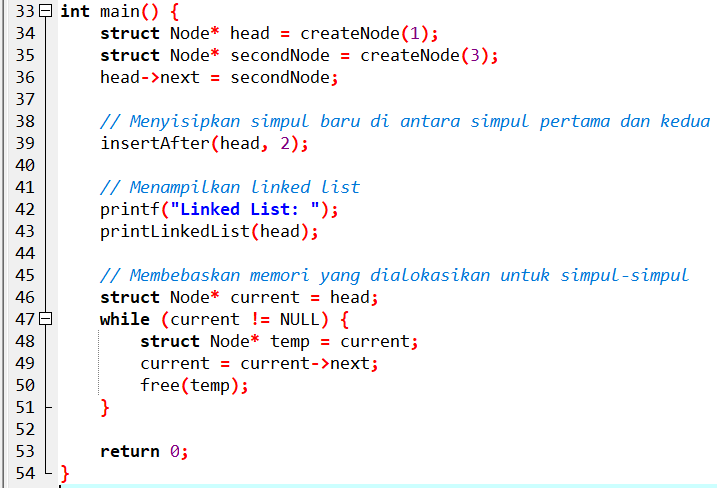 33 int main() {
34 struct Node* head = createNode(1);
35 struct Node* secondNode = createNode(3);
36 head->next = secondNode;
37
38 // Menyisipkan simpul baru di antara simpul pertama dan kedua
39 insertAfter(head, 2);
40
41 // Menampilkan linked list
42 printf("Linked List: ");
43 printLinkedList(head);
44
45 // Membebaskan memori yang dialokasikan untuk simpul-simpul
46 struct Node* current = head;
47 while (current != NULL) {
48 struct Node* temp = current;
49 current = current->next;
50 free(temp);
51 }
52
53 return 0;
54 }